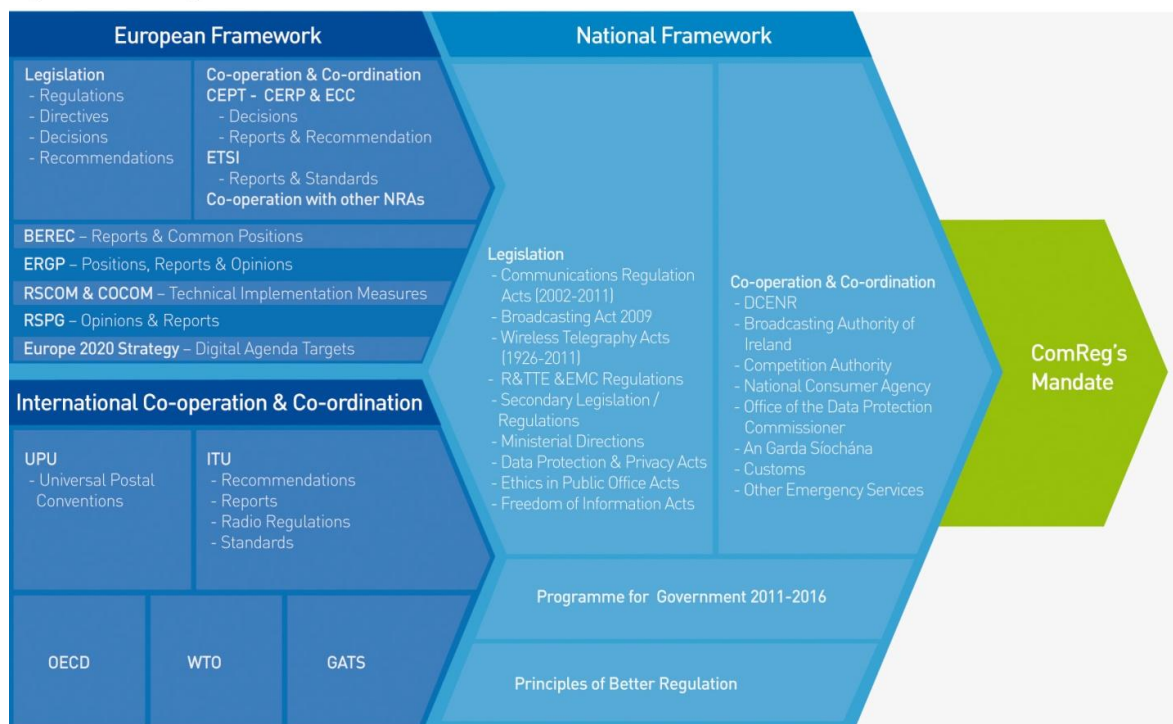 European Framework
Legislation
- Regulations
- Directives
- Decisions
- Recommendations
Co-operation & Co-ordination
CEPT - CERP & ECC
- Decisions
- Reports & Recommendation
ETSI
- Reports & Standards
Co-operation with other NRAs
BEREC – Reports & Common Positions
ERGP – Positions, Reports & Opinions
RSCOM & COCOM – Technical Implementation Measures
RSPG – Opinions & Reports
Europe 2020 Strategy – Digital Agenda Targets
International Co-operation & Co-ordination
UPU
- Universal Postal
Conventions
ITU
- Recommendations
- Reports
- Radio Regulations
- Standards
OECD
WTO
GATS
National Framework
Legislation
- Communications Regulation
Acts (2002-2011)
- Broadcasting Act 2009
- Wireless Telegraphy Acts
(1926-2011)
- R&TTE &EMC Regulations
- Secondary Legislation /
Regulations
- Ministerial Directions
- Data Protection & Privacy Acts
- Ethics in Public Office Acts
- Freedom of Information Acts
Co-operation & Co-ordination
- DCENR
- Broadcasting Authority of
Ireland
- Competition Authority
- National Consumer Agency
- Office of the Data Protection
Commissioner
- An Garda Síochána
- Customs
- Other Emergency Services
Programme for Government 2011-2016
Principles of Better Regulation
ComReg's
Mandate